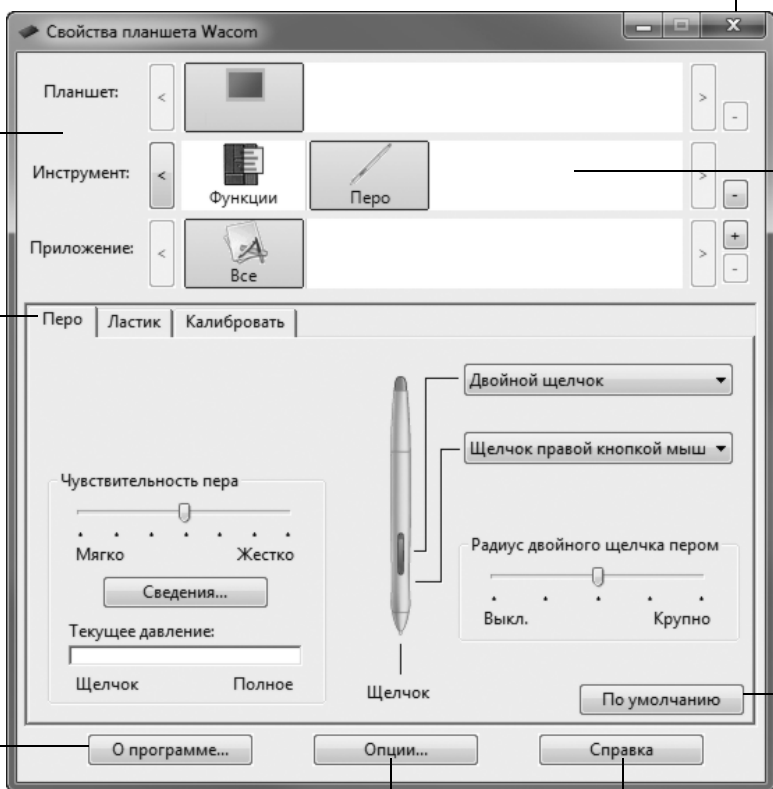 Свойства планшета Wacom
Планшет:
< > -
Инструмент:
< Функции Перо > -
Приложение:
< Все > + -
Перо Ластик Калибровать
Двойной щелчок
Щелчок правой кнопкой мыш
Чувствительность пера
Мягко Жестко
Сведения...
Текущее давление:
Щелчок Полное
Радиус двойного щелчка пером
Выкл. Крупно
Щелчок
По умолчанию
О программе... Опции... Справка